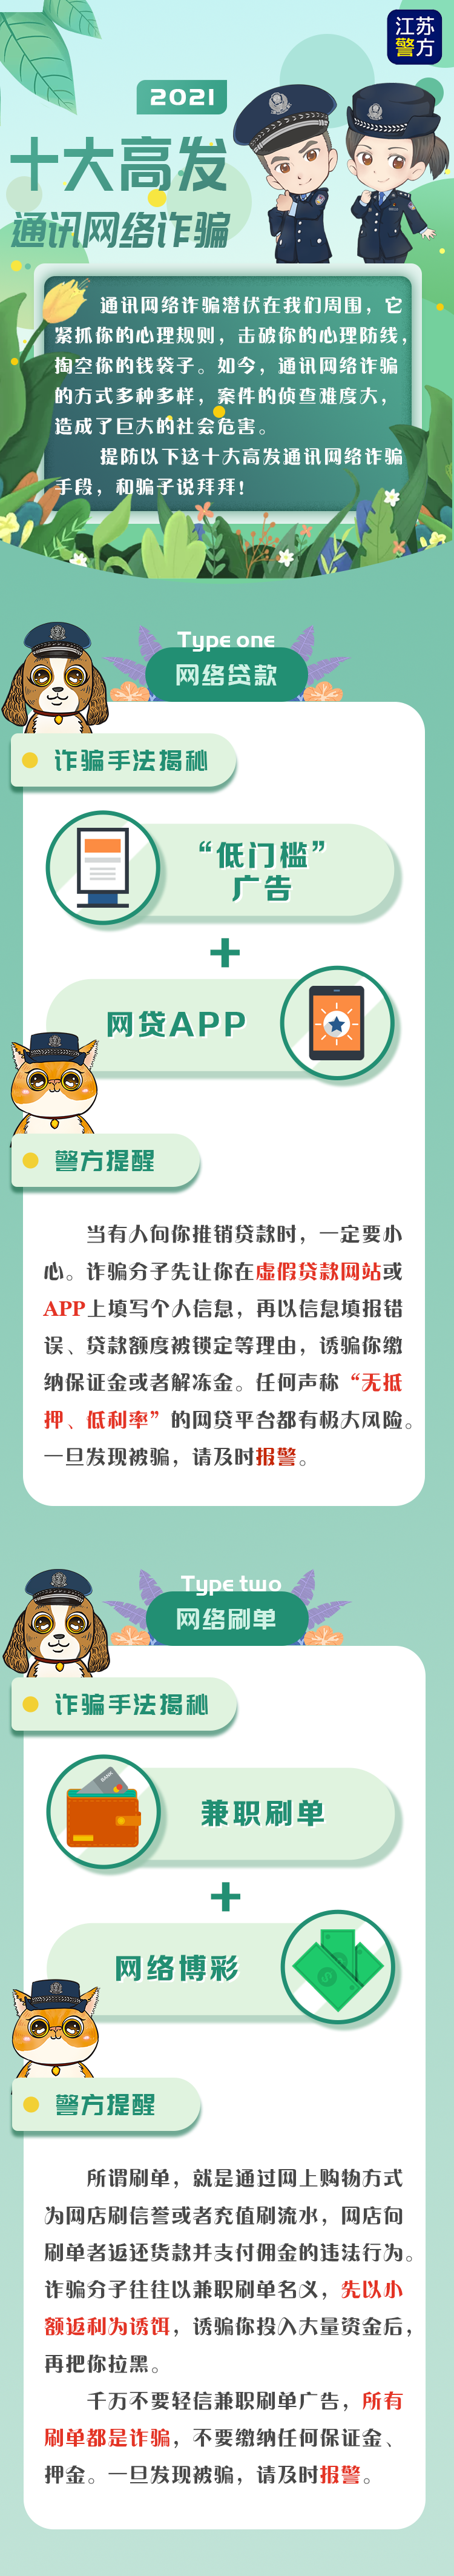 江苏
警方
2021
十大高发
通讯网络诈骗
通讯网络诈骗潜伏在我们周围，它
紧抓你的心理规则，击破你的心理防线，
掏空你的钱袋子。如今，通讯网络诈骗
的方式多种多样，案件的侦查难度大，
造成了巨大的社会危害。
提防以下这十大高发通讯网络诈骗
手段，和骗子说拜拜！
Type one
网络贷款
诈骗手法揭秘
“低门槛”
广告
+
网贷APP
警方提醒
当有人向你推销贷款时，一定要小
心。诈骗分子先让你在虚假贷款网站或
APP上填写个人信息，再以信息填报错
误、贷款额度被锁定等理由，诱骗你缴
纳保证金或者解冻金。任何声称“无抵
押、低利率”的网贷平台都有极大风险。
一旦发现被骗，请及时报警。
Type two
网络刷单
诈骗手法揭秘
BANK
兼职刷单
+
网络博彩
警方提醒
所谓刷单，就是通过网上购物方式
为网店刷信誉或者充值刷流水，网店向
刷单者返还货款并支付佣金的违法行为。
诈骗分子往往以兼职刷单名义，先以小
额返利为诱饵，诱骗你投入大量资金后，
再把你拉黑。
千万不要轻信兼职刷单广告，所有
刷单都是诈骗，不要缴纳任何保证金、
押金。一旦发现被骗，请及时报警。